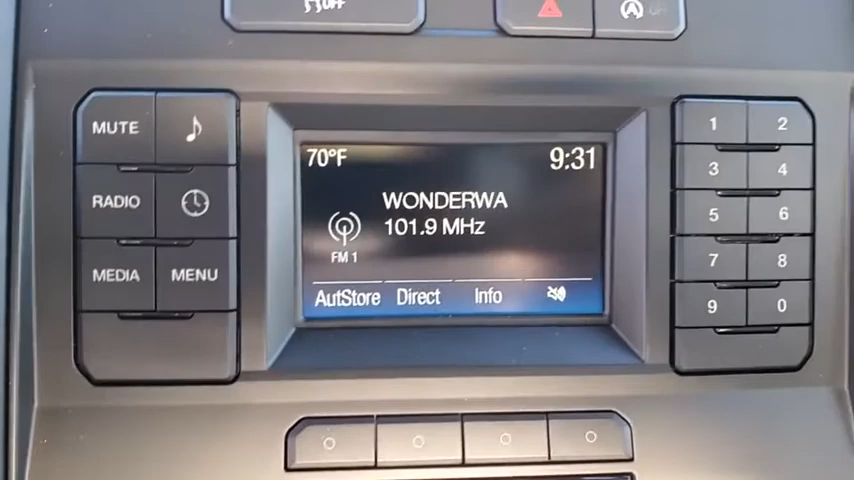 OFF
MUTE
RADIO
MEDIA
MENU
70°F
9:31
WONDERWA
101.9 MHz
FM 1
AutStore
Direct
Info
1
2
3
4
5
6
7
8
9
0